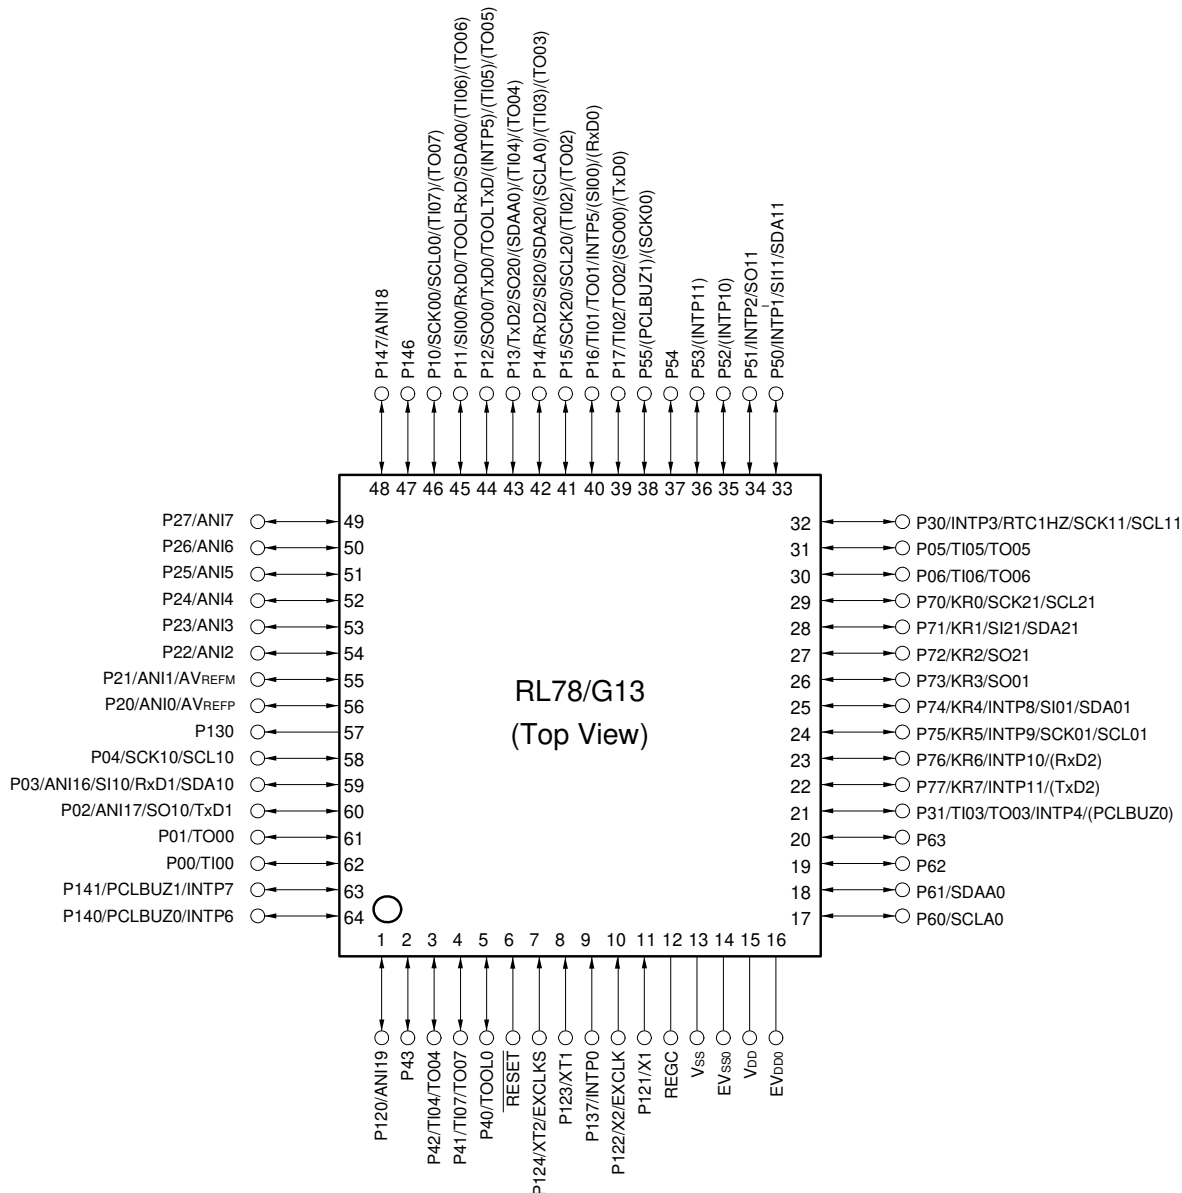 P147/ANI18
P146
P10/SCK00/SCL00/(TI07)/(TO07)
P11/SI00/RxD0/TOOLRxD/SDA00/(TI06)/(TO06)
P12/SO00/TxD0/TOOLTxD/(INTP5)/(TI05)/(TO05)
P13/TxD2/SO20/(SDAA0)/(TI04)/(TO04)
P14/RxD2/SI20/SDA20/(SCLA0)/(TI03)/(TO03)
P15/SCK20/SCL20/(TI02)/(TO02)
P16/TI01/TO01/INTP5/(SI00)/(RxD0)
P17/TI02/TO02/(SO00)/(TxD0)
P55/(PCLBUZ1)/(SCK00)
P54
P53/(INTP11)
P52/(INTP10)
P51/INTP2/SO11
P50/INTP1/SI11/SDA11
48 47 46 45 44 43 42 41 40 39 38 37 36 35 34 33
P27/ANI7 49
P26/ANI6 50
P25/ANI5 51
P24/ANI4 52
P23/ANI3 53
P22/ANI2 54
P21/ANI1/AVREFM 55
P20/ANI0/AVREFP 56
P130 57
P04/SCK10/SCL10 58
P03/ANI16/SI10/RxD1/SDA10 59
P02/ANI17/SO10/TxD1 60
P01/TO00 61
P00/TI00 62
P141/PCLBUZ1/INTP7 63
P140/PCLBUZ0/INTP6 64
RL78/G13
(Top View)
32 P30/INTP3/RTC1HZ/SCK11/SCL11
31 P05/TI05/TO05
30 P06/TI06/TO06
29 P70/KR0/SCK21/SCL21
28 P71/KR1/SI21/SDA21
27 P72/KR2/SO21
26 P73/KR3/SO01
25 P74/KR4/INTP8/SI01/SDA01
24 P75/KR5/INTP9/SCK01/SCL01
23 P76/KR6/INTP10/(RxD2)
22 P77/KR7/INTP11/(TxD2)
21 P31/TI03/TO03/INTP4/(PCLBUZ0)
20 P63
19 P62
18 P61/SDAA0
17 P60/SCLA0
1 2 3 4 5 6 7 8 9 10 11 12 13 14 15 16
P120/ANI19
P43
P42/TI04/TO04
P41/TI07/TO07
P40/TOOL0
RESET
P124/XT2/EXCLKS
P123/XT1
P137/INTP0
P122/X2/EXCLK
P121/X1
REGC
VSS
EVSS0
VDD
EVDD0